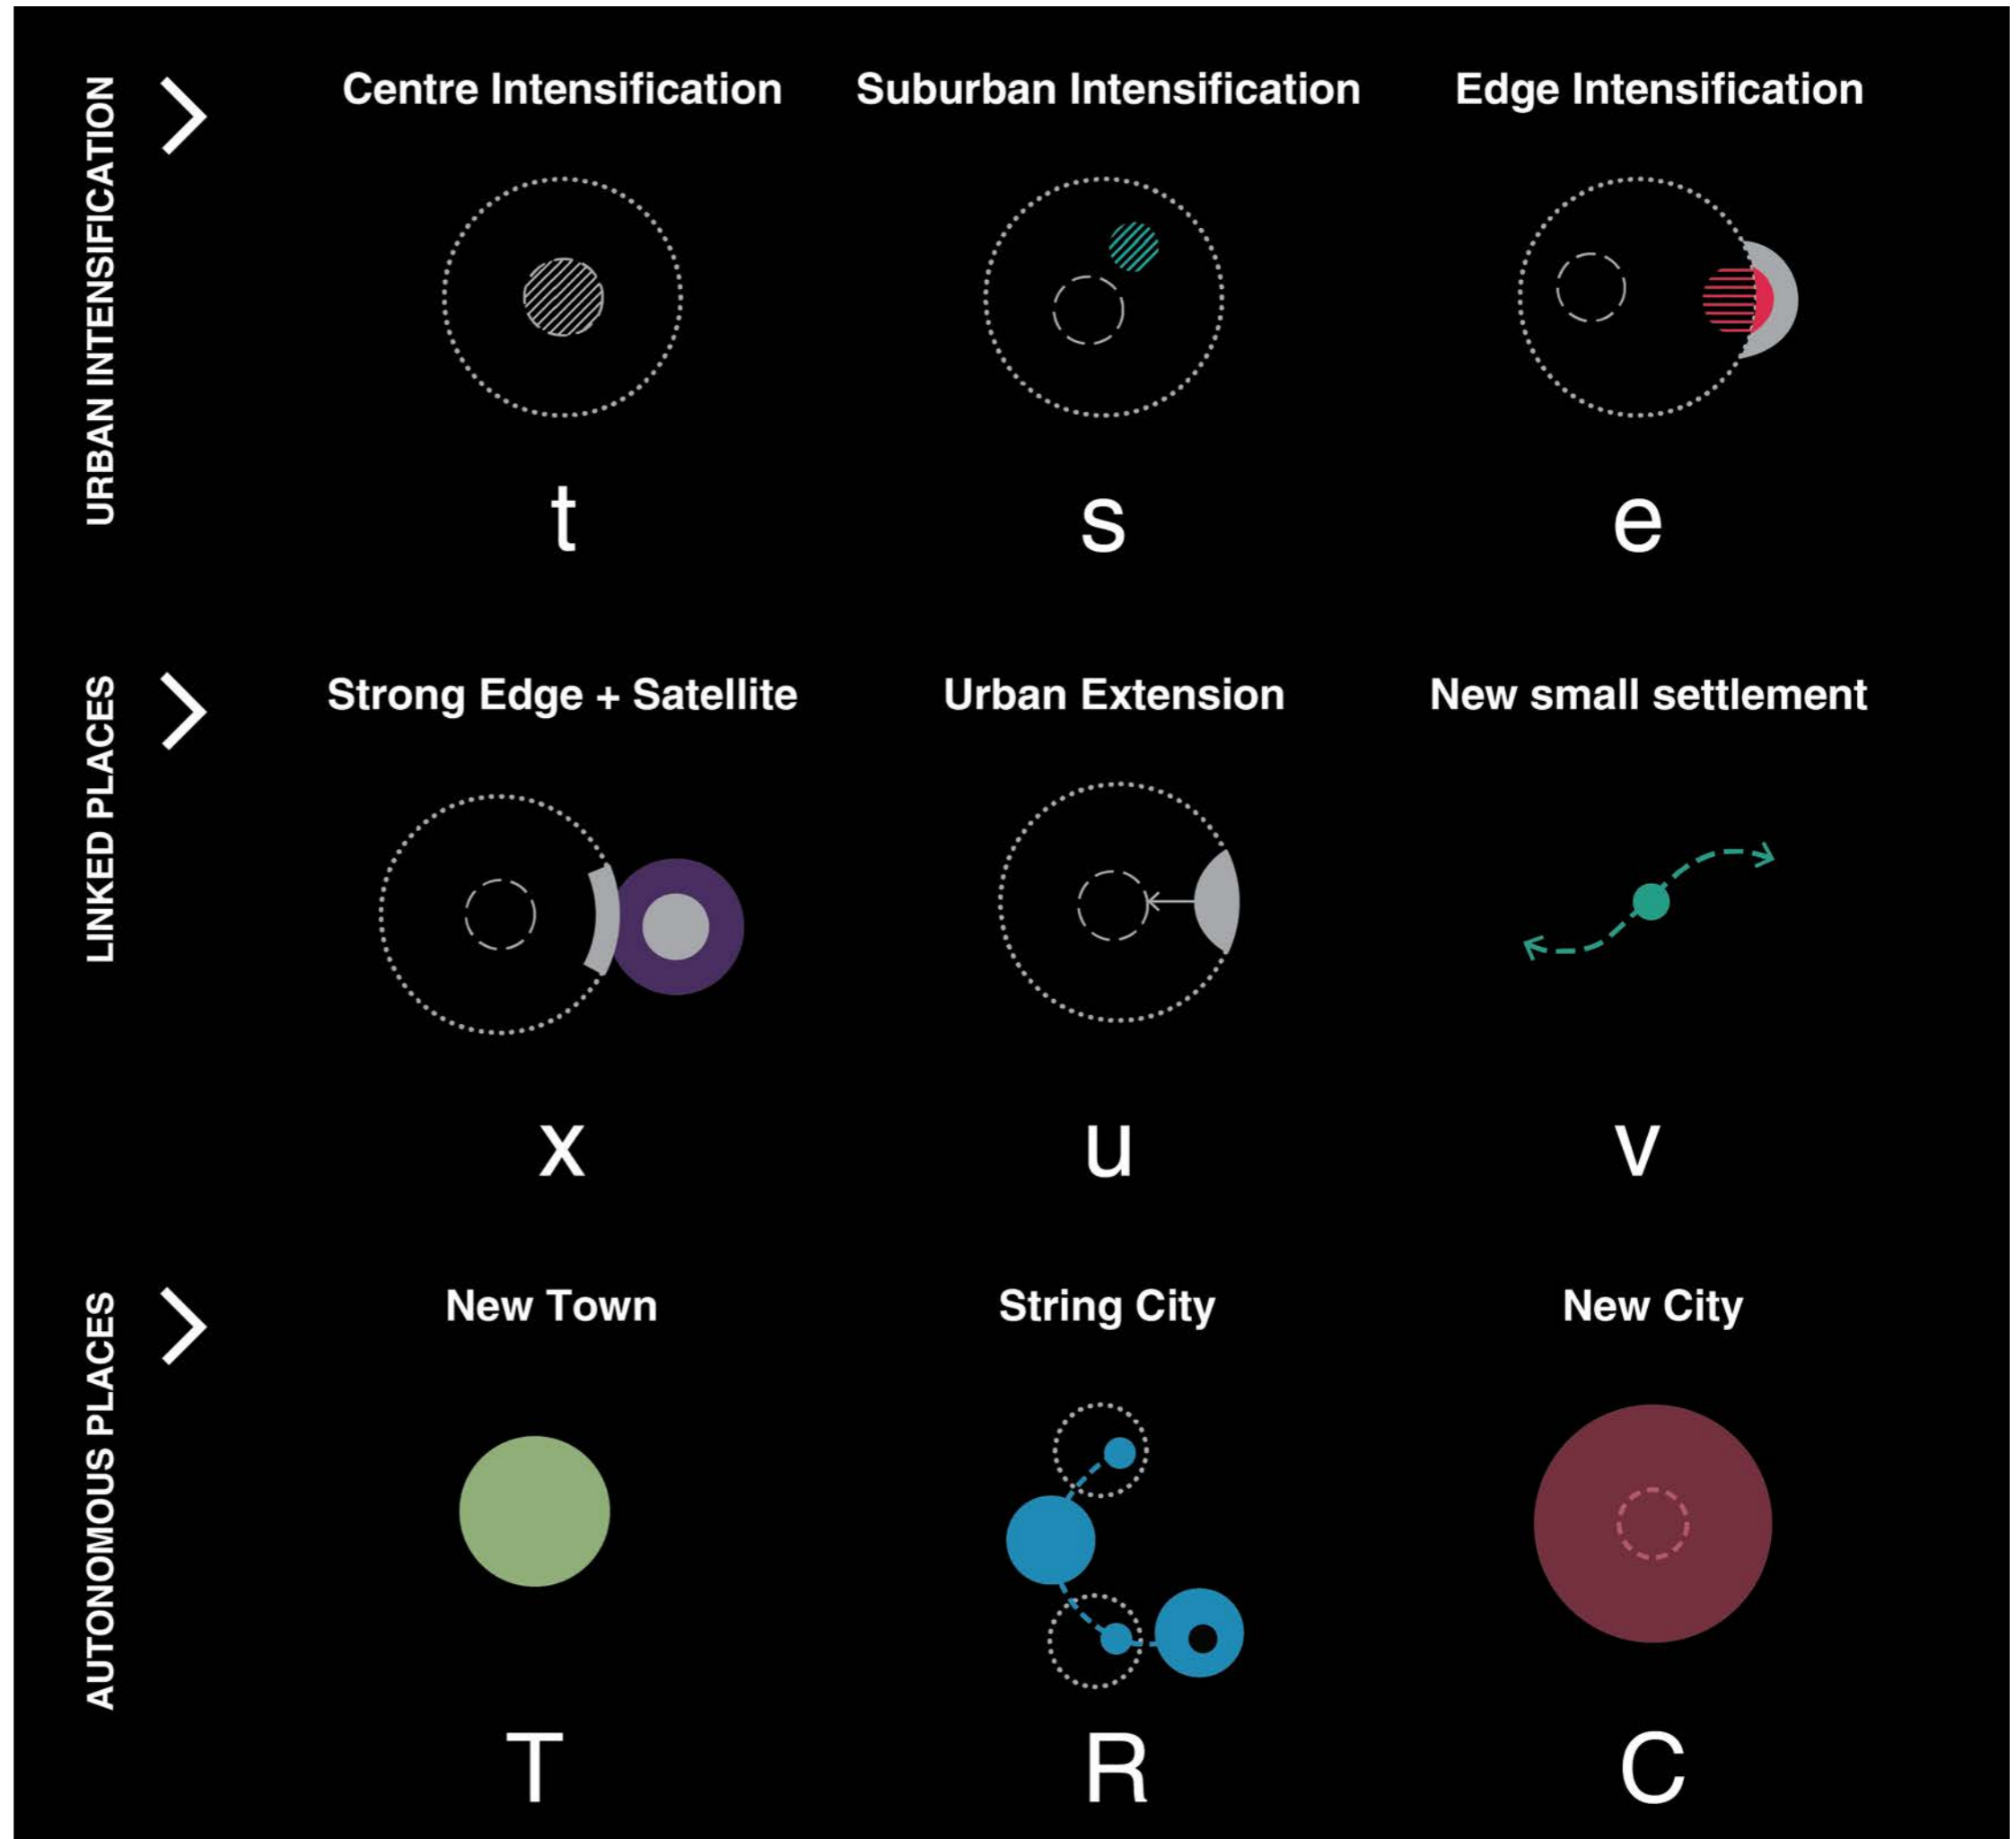 URBAN INTENSIFICATION
Centre Intensification
Suburban Intensification
Edge Intensification
t
s
e
LINKED PLACES
Strong Edge + Satellite
Urban Extension
New small settlement
x
u
v
AUTONOMOUS PLACES
New Town
String City
New City
T
R
C